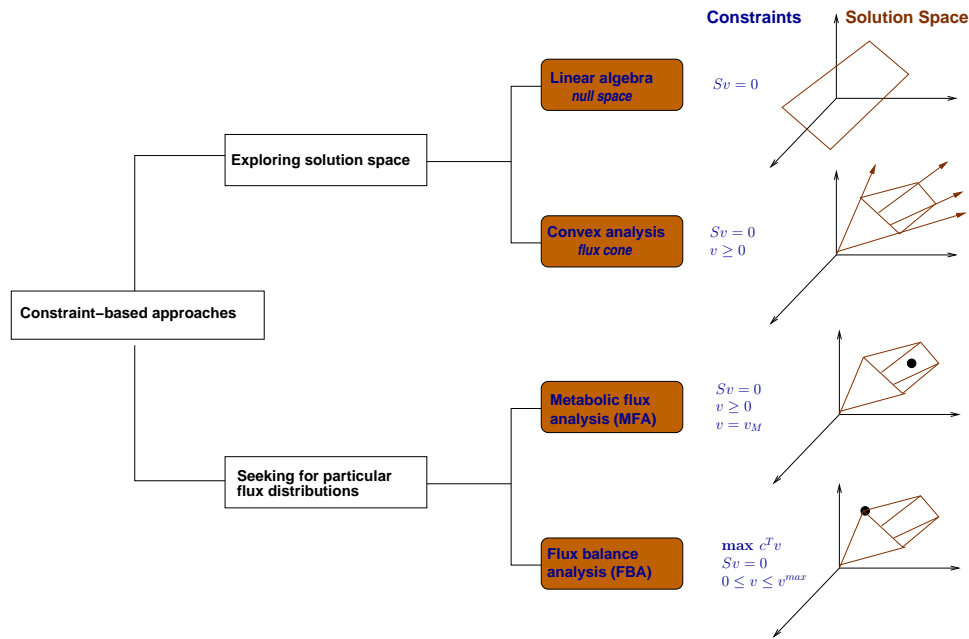 Constraints
Solution Space
Linear algebra
null space
Sv = 0
Exploring solution space
Convex analysis
flux cone
Sv = 0
v ≥ 0
Constraint−based approaches
Metabolic flux
analysis (MFA)
Sv = 0
v ≥ 0
v = v_M
Seeking for particular
flux distributions
Flux balance
analysis (FBA)
max c^T v
Sv = 0
0 ≤ v ≤ v^max